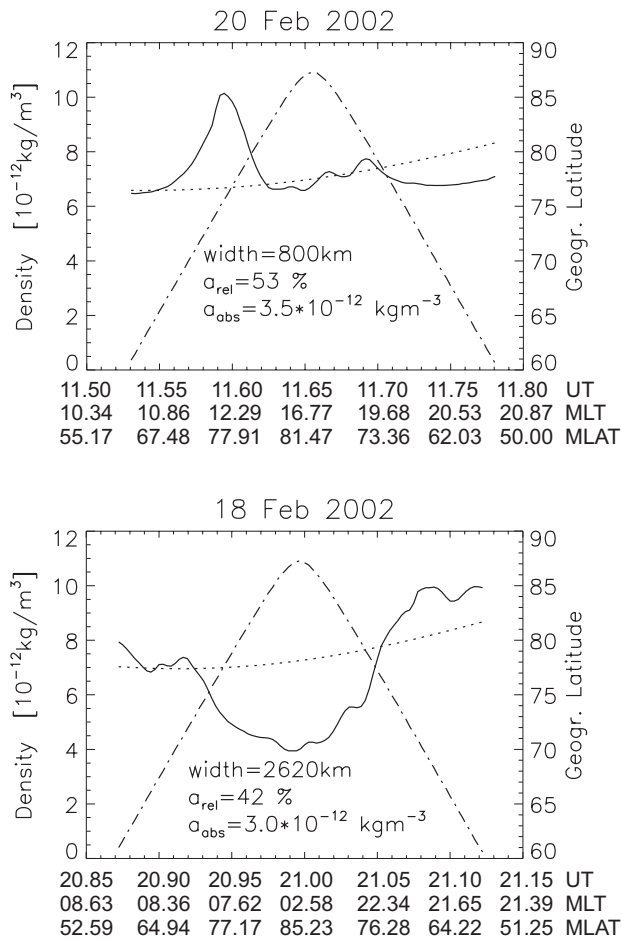 20 Feb 2002
12
10
8
6
4
2
0
Density [10⁻¹²kg/m³]
90
85
80
75
70
65
60
Geogr. Latitude
width=800km
a_rel=53 %
a_abs=3.5*10⁻¹² kgm⁻³
11.50 11.55 11.60 11.65 11.70 11.75 11.80 UT
10.34 10.86 12.29 16.77 19.68 20.53 20.87 MLT
55.17 67.48 77.91 81.47 73.36 62.03 50.00 MLAT
18 Feb 2002
12
10
8
6
4
2
0
Density [10⁻¹²kg/m³]
90
85
80
75
70
65
60
Geogr. Latitude
width=2620km
a_rel=42 %
a_abs=3.0*10⁻¹² kgm⁻³
20.85 20.90 20.95 21.00 21.05 21.10 21.15 UT
08.63 08.36 07.62 02.58 22.34 21.65 21.39 MLT
52.59 64.94 77.17 85.23 76.28 64.22 51.25 MLAT